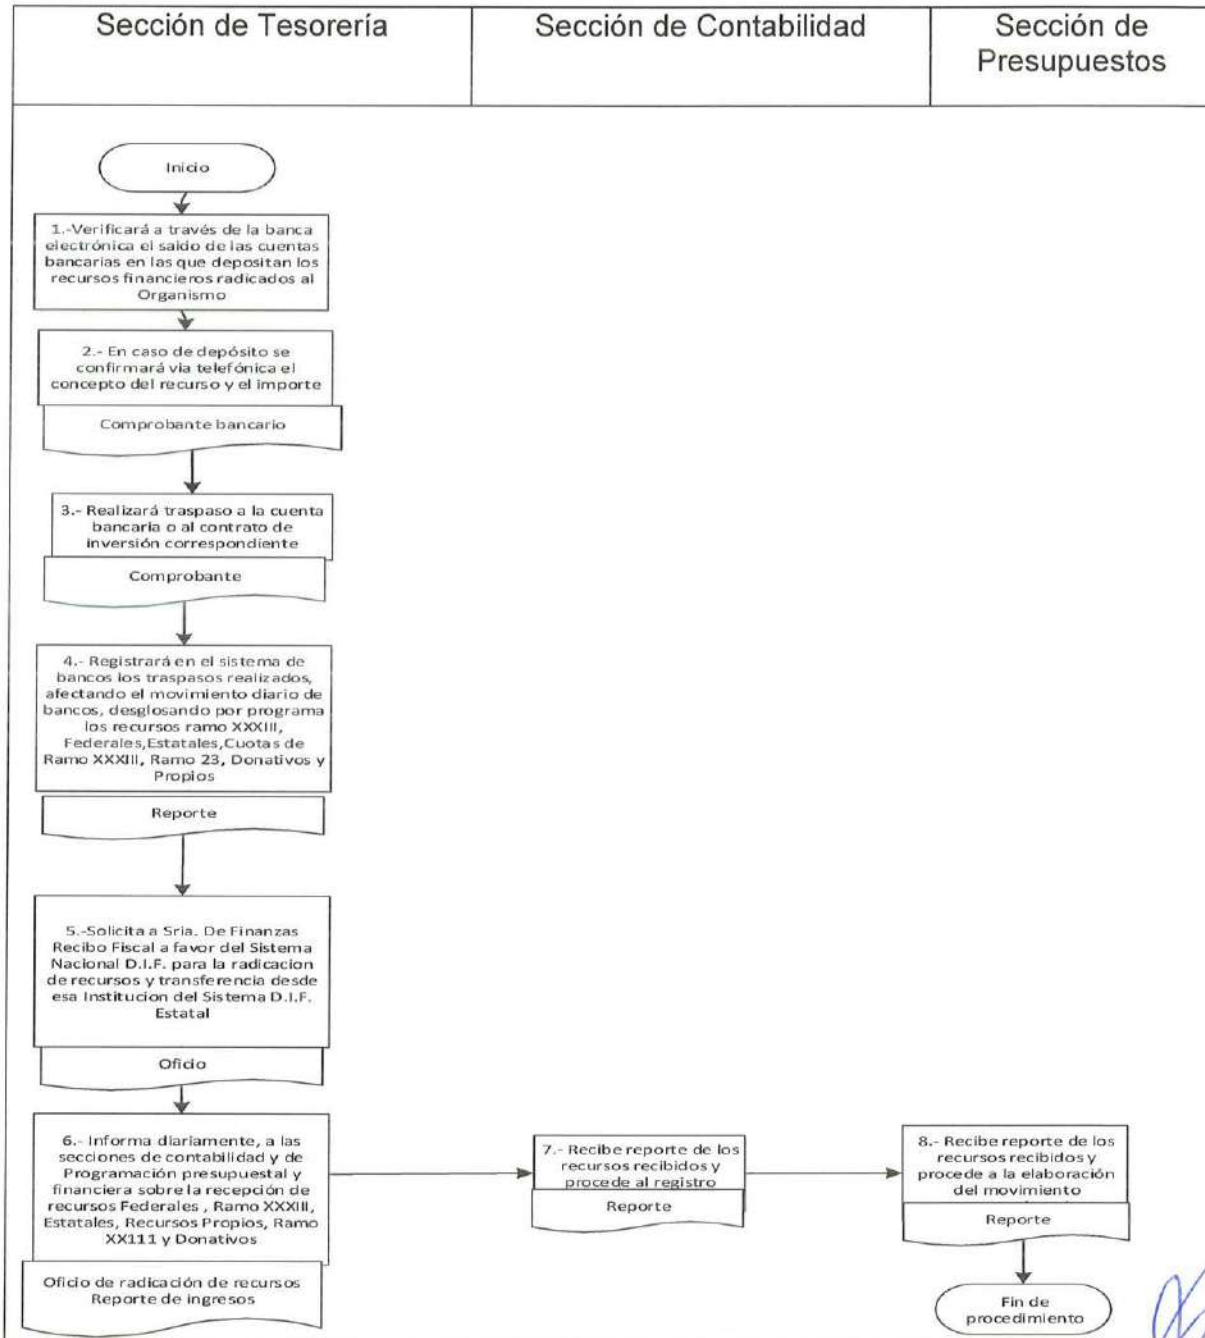 Sección de Tesorería
Sección de Contabilidad
Sección de
Presupuestos
Inicio
1.-Verificará a través de la banca
electrónica el saldo de las cuentas
bancarias en las que depositan los
recursos financieros radicados al
Organismo
2.- En caso de depósito se
confirmará via telefónica el
concepto del recurso y el importe
Comprobante bancario
3.- Realizará traspaso a la cuenta
bancaria o al contrato de
inversión correspondiente
Comprobante
4.- Registrará en el sistema de
bancos los traspasos realizados,
afectando el movimiento diario de
bancos, desglosando por programa
los recursos ramo XXXIII,
Federales,Estatales,Cuotas de
Ramo XXXIII, Ramo 23, Donativos y
Propios
Reporte
5.-Solicita a Sria. De Finanzas
Recibo Fiscal a favor del Sistema
Nacional D.I.F. para la radicacion
de recursos y transferencia desde
esa Institucion del Sistema D.I.F.
Estatal
Oficio
6.- Informa diariamente, a las
secciones de contabilidad y de
Programación presupuestal y
financiera sobre la recepción de
recursos Federales , Ramo XXXIII,
Estatales, Recursos Propios, Ramo
XX111 y Donativos
Oficio de radicación de recursos
Reporte de ingresos
7.- Recibe reporte de los
recursos recibidos y
procede al registro
Reporte
8.- Recibe reporte de los
recursos recibidos y
procede a la elaboración
del movimiento
Reporte
Fin de
procedimiento